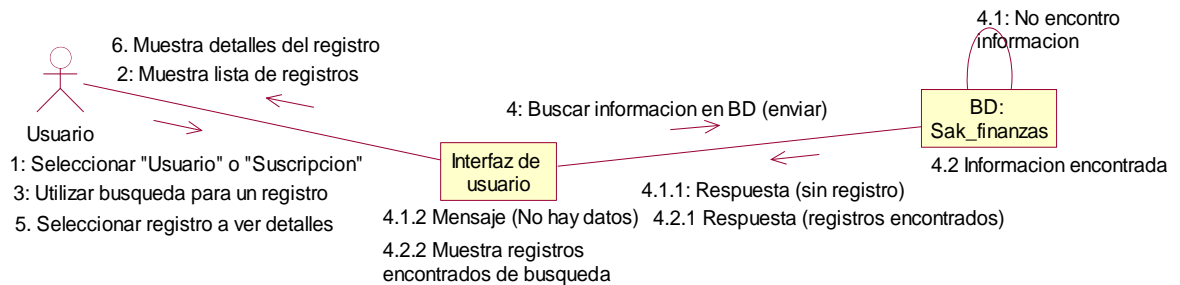 4.1: No encontro
informacion
6. Muestra detalles del registro
2: Muestra lista de registros
Usuario
1: Seleccionar "Usuario" o "Suscripcion"
3: Utilizar busqueda para un registro
5. Seleccionar registro a ver detalles
4: Buscar informacion en BD (enviar)
BD:
Sak_finanzas
4.2 Informacion encontrada
Interfaz de
usuario
4.1.1: Respuesta (sin registro)
4.2.1 Respuesta (registros encontrados)
4.1.2 Mensaje (No hay datos)
4.2.2 Muestra registros
encontrados de busqueda